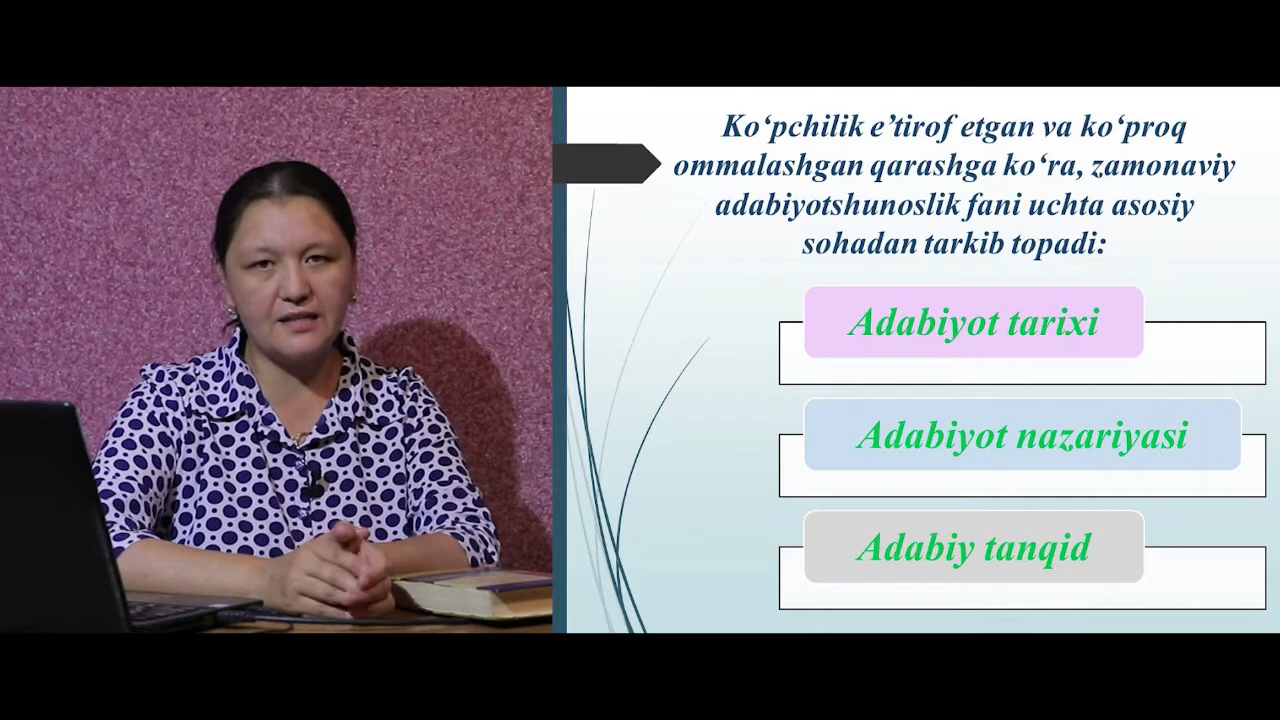 Ko‘pchilik e’tirof etgan va ko‘proq
ommalashgan qarashga ko‘ra, zamonaviy
adabiyotshunoslik fani uchta asosiy
sohadan tarkib topadi:
Adabiyot tarixi
Adabiyot nazariyasi
Adabiy tanqid